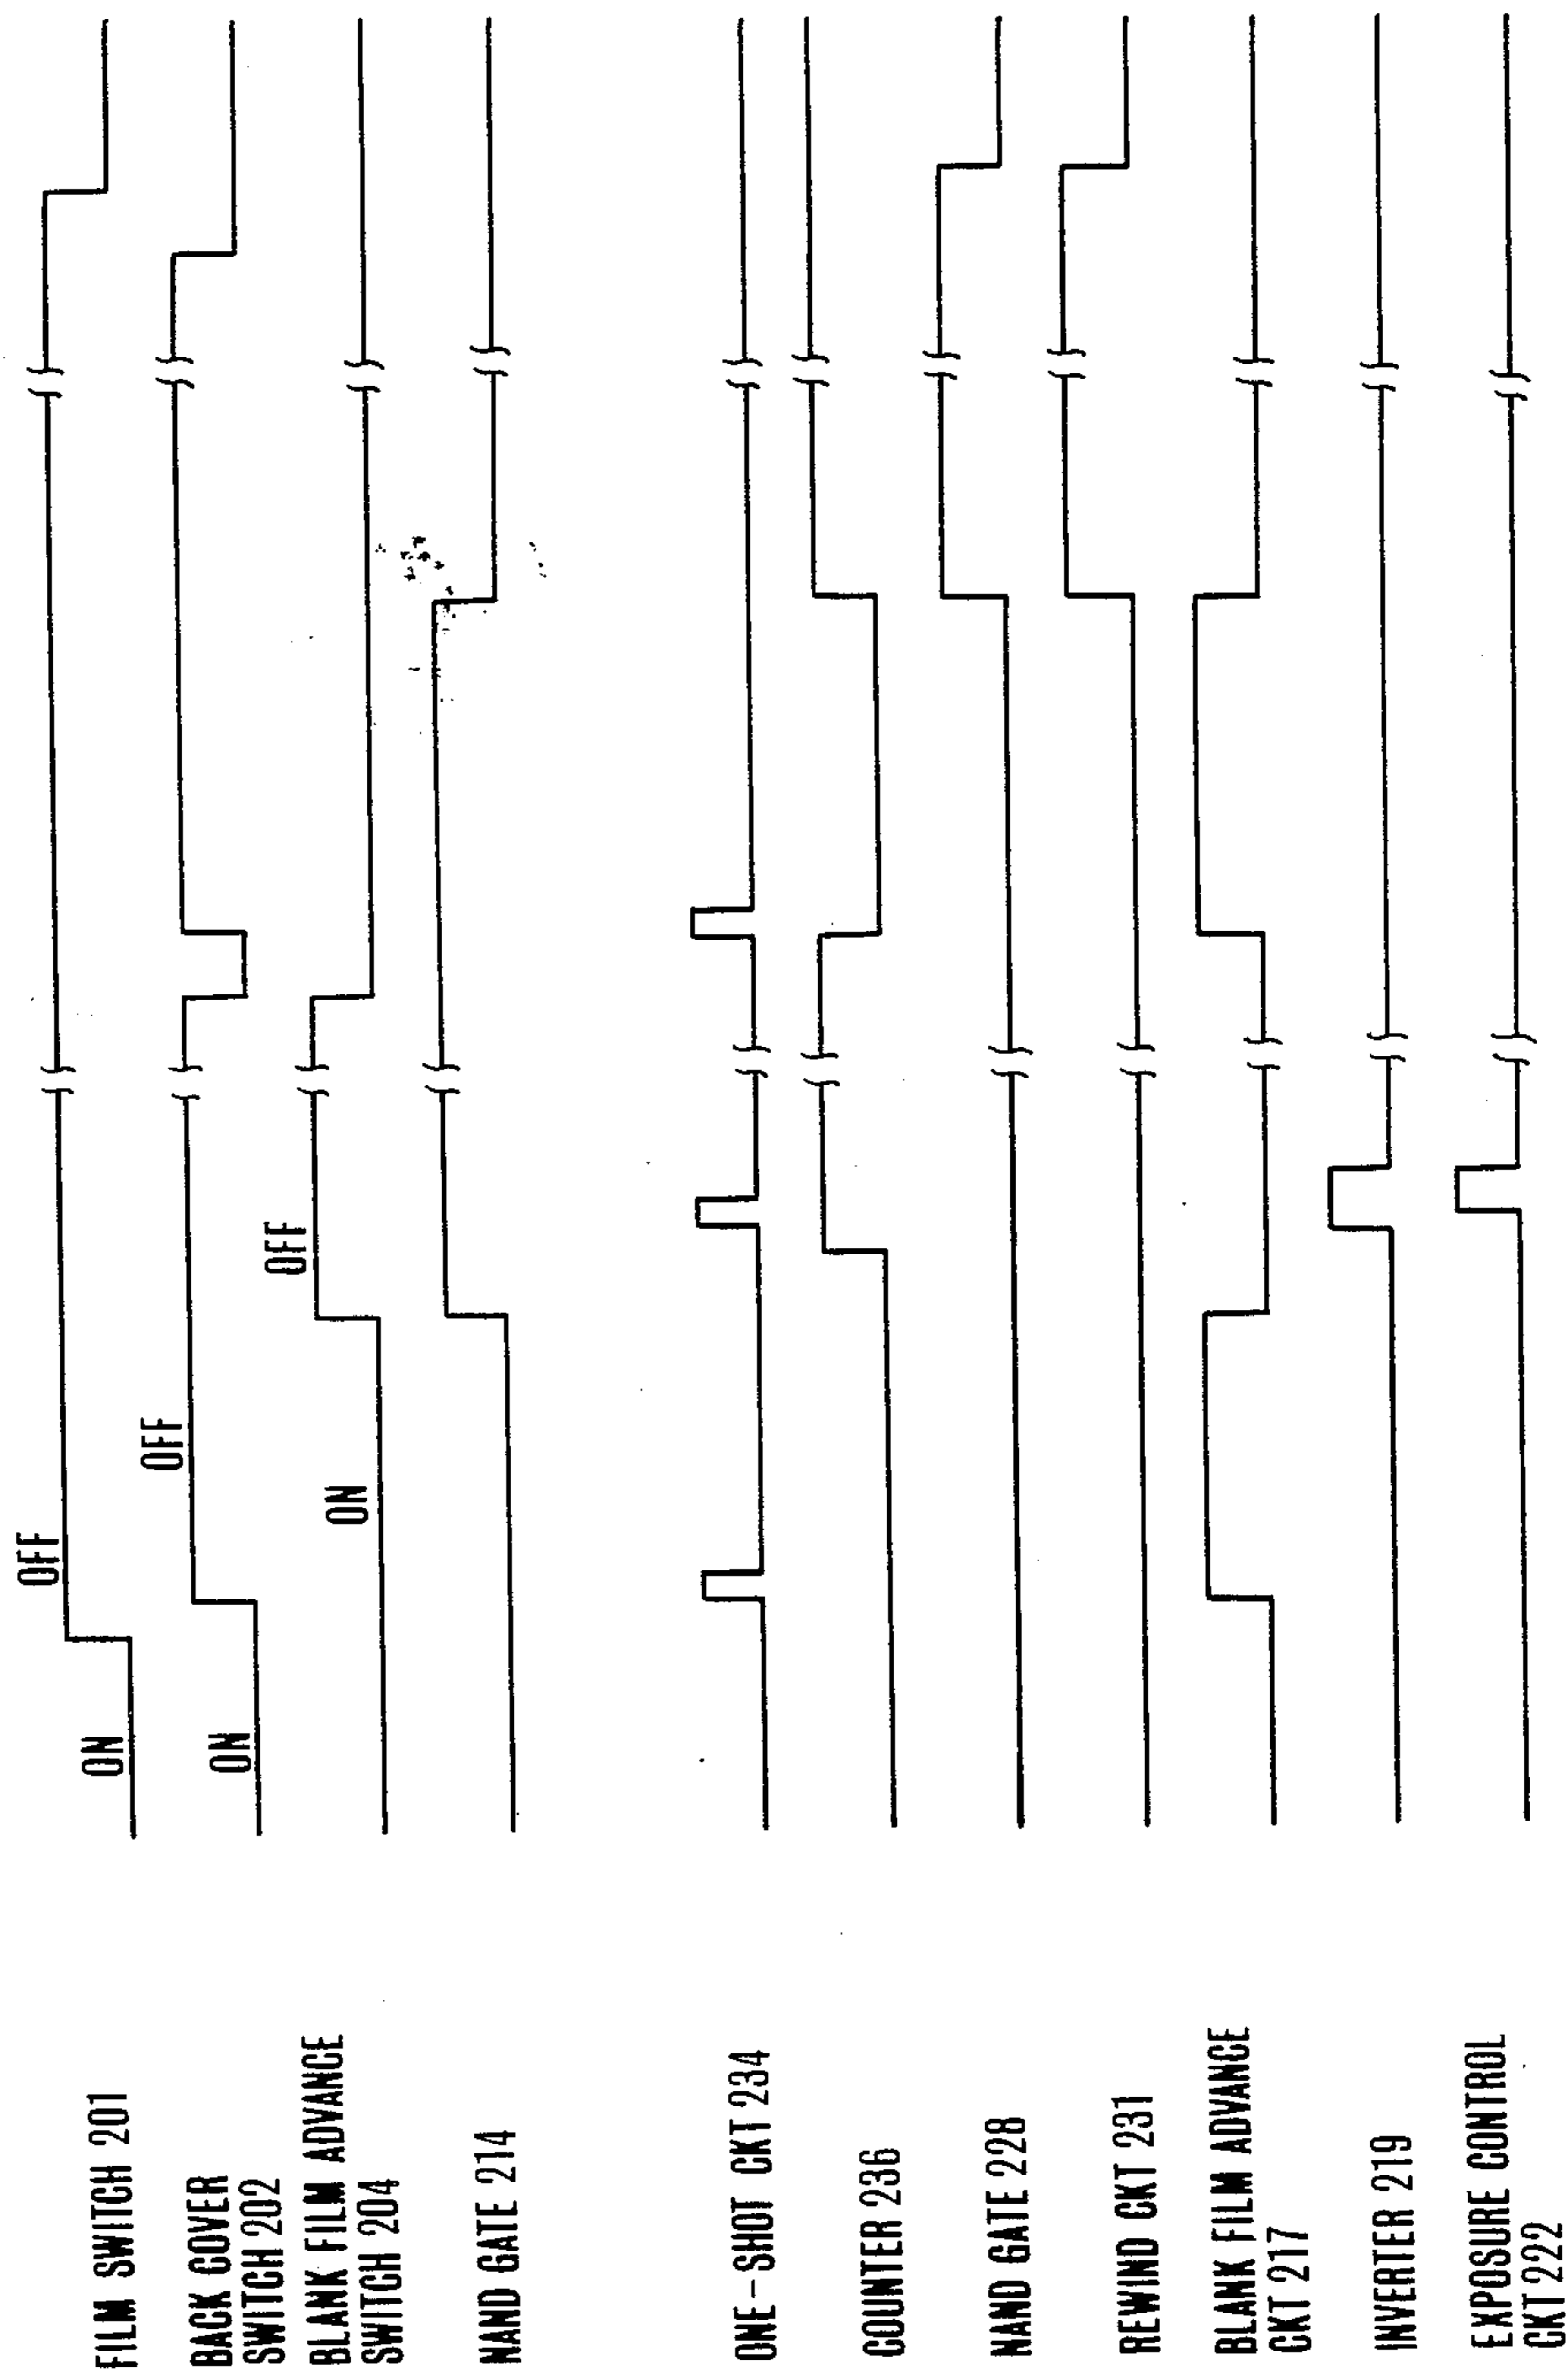 FILM SWITCH 201
ON
OFF
BACK COVER
SWITCH 202
ON
OFF
BLANK FILM ADVANCE
SWITCH 204
ON
OFF
NAND GATE 214
ONE-SHOT CKT 234
COUNTER 236
NAND GATE 228
REWIND CKT 231
BLANK FILM ADVANCE
CKT 217
INVERTER 219
EXPOSURE CONTROL
CKT 222